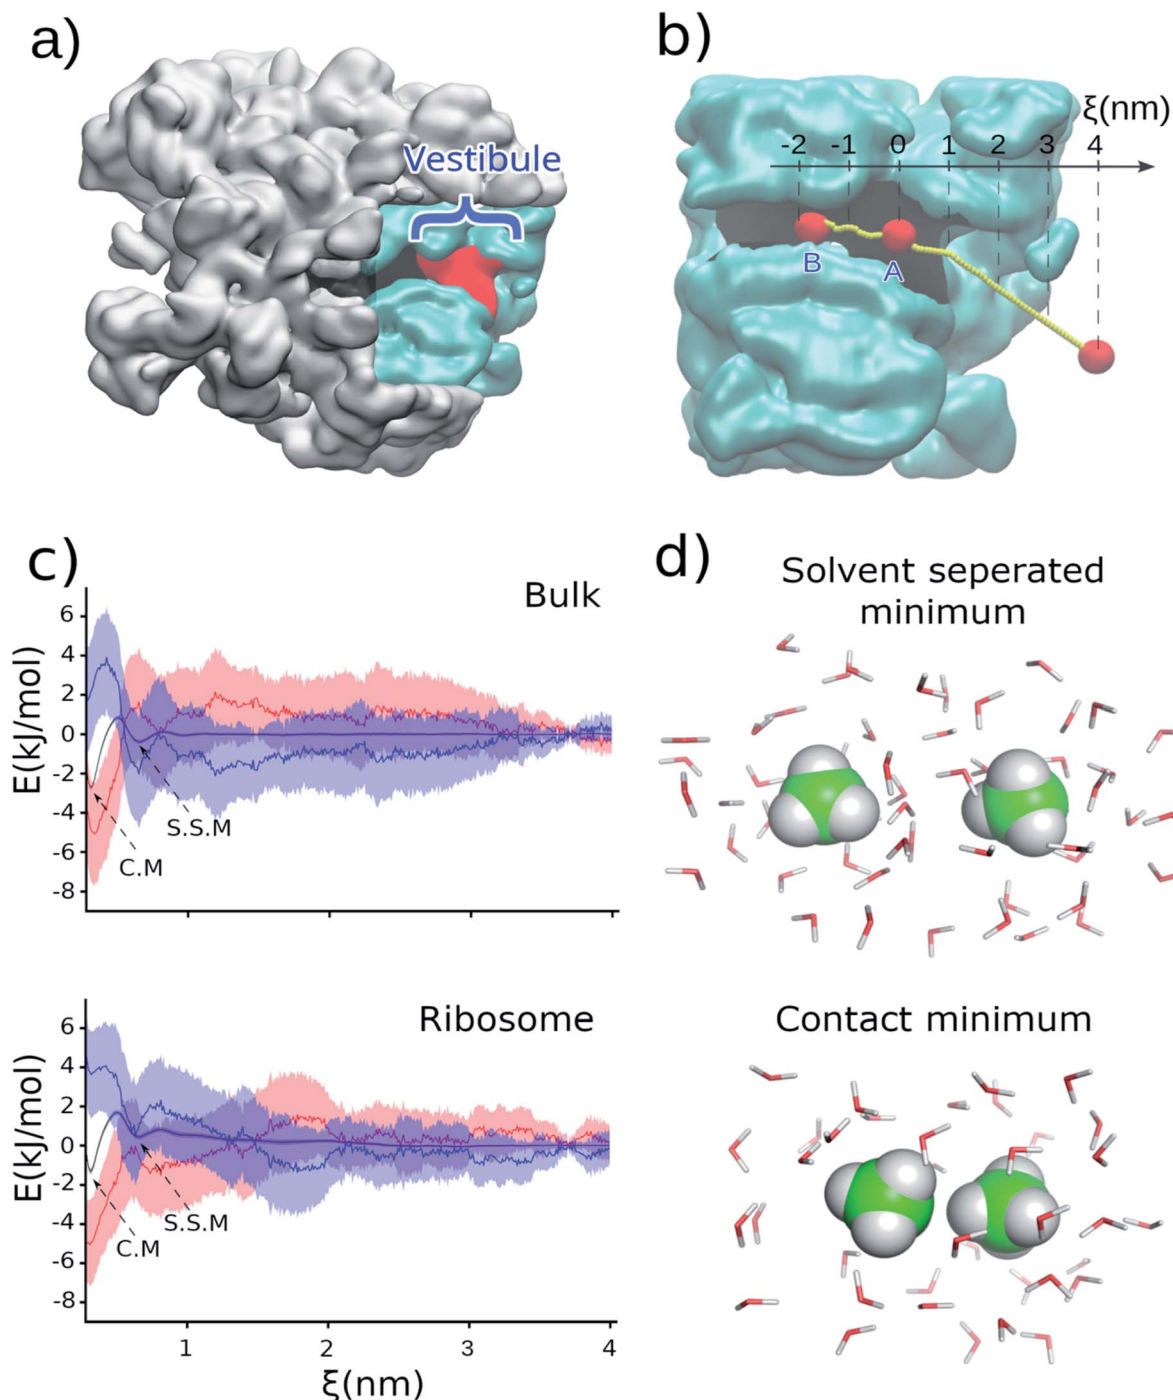 a)
Vestibule
b)
ξ(nm)
-2 -1 0 1 2 3 4
B
A
c)
Bulk
E(kJ/mol)
6
4
2
0
-2
-4
-6
-8
S.S.M
C.M
d)
Solvent seperated
minimum
Ribosome
E(kJ/mol)
6
4
2
0
-2
-4
-6
-8
S.S.M
C.M
1 2 3 4
ξ(nm)
Contact minimum